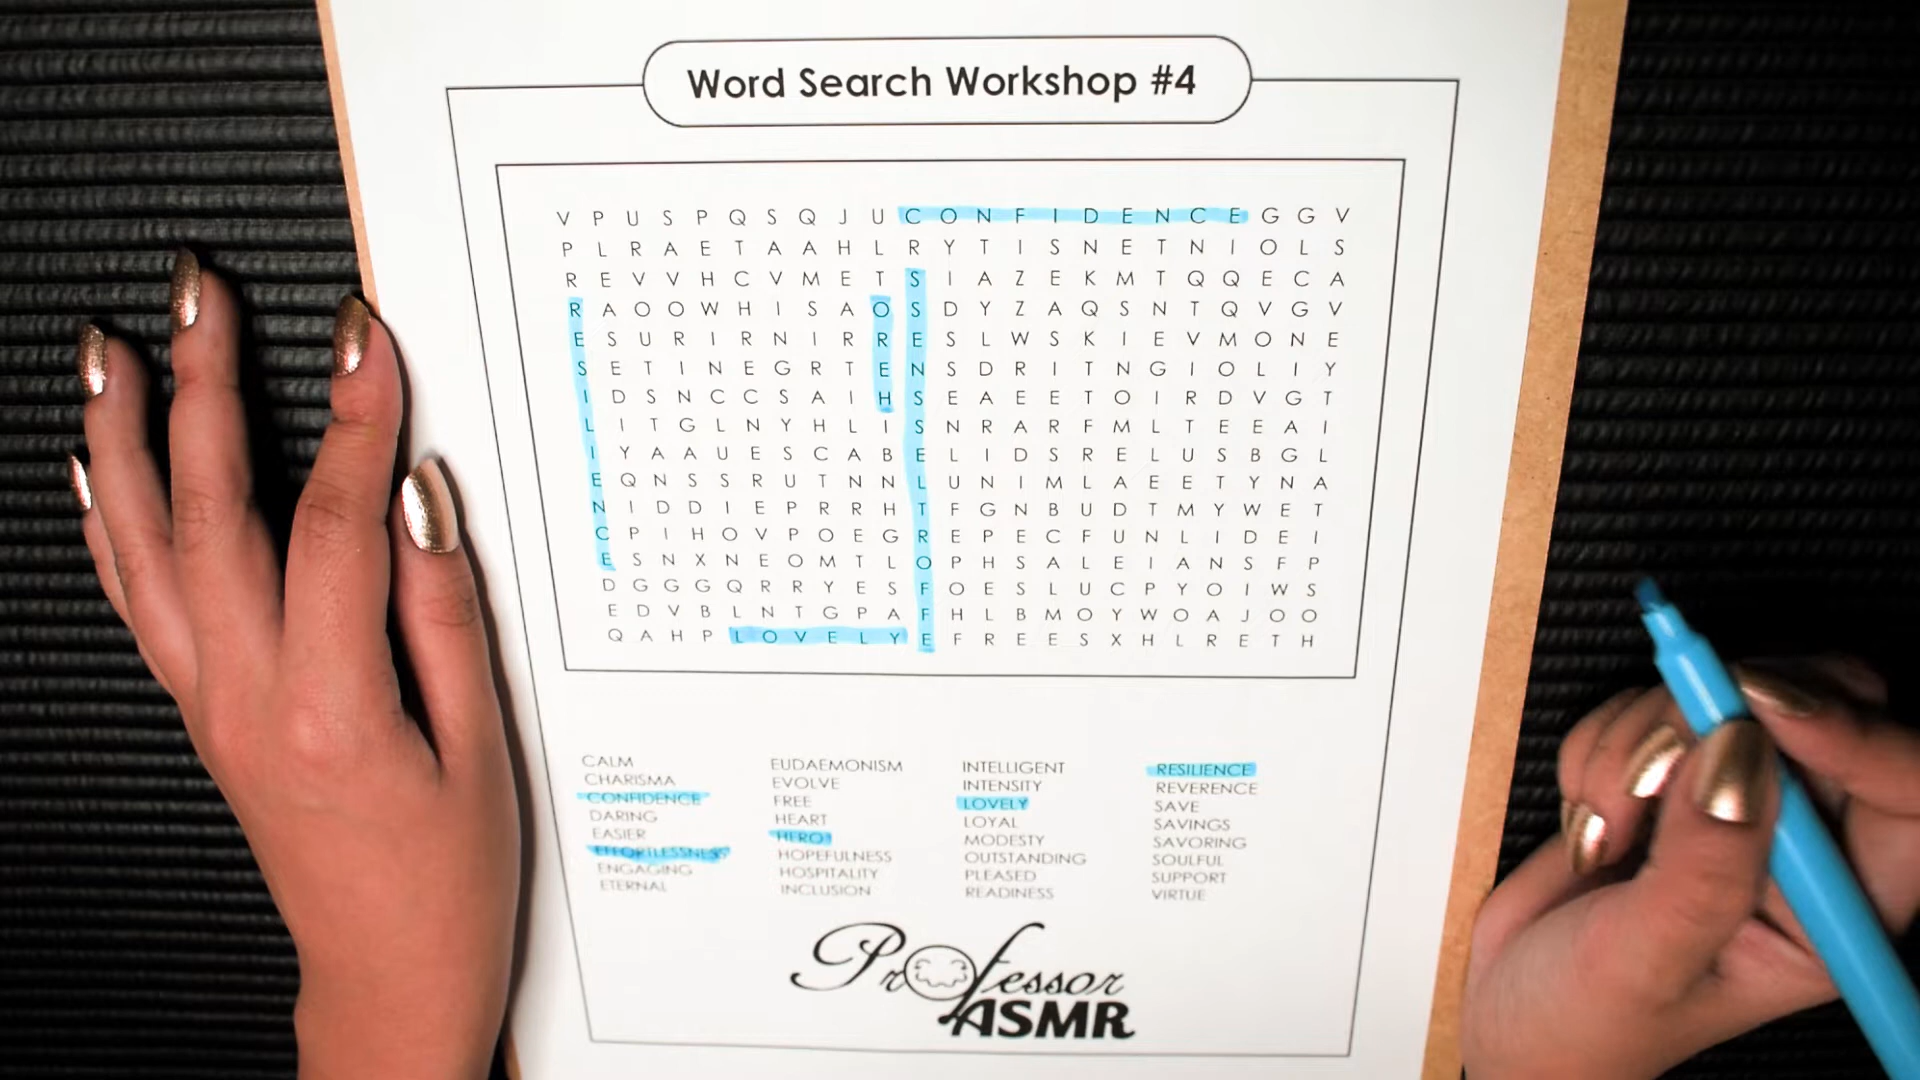 Word Search Workshop #4
V P U S P Q S Q J U C O N F I D E N C E G G V
P L R A E T A A H L R Y T I S N E T N I O L S
R E V V H C V M E T S I A Z E K M T Q Q E C A
R A O O W H I S A O S D Y Z A Q S N T Q V G V
E S U R I R N I R R E S L W S K I E V M O N E
S E T I N E G R T E N S D R I T N G I O L I Y
I D S N C C S A I H S E A E E T O I R D V G T
L I T G L N Y H L I S N R A R F M L T E E A I
I Y A A U E S C A B E L I D S R E L U S B G L
E Q N S S R U T N N L U N I M L A E E T Y N A
N I D D I E P R R H T F G N B U D T M Y W E T
C P I H O V P O E G R E P E C F U N L I D E I
E S N X N E O M T L O P H S A L E I A N S F P
D G G G Q R R Y E S F O E S L U C P Y O I W S
E D V B L N T G P A F H L B M O Y W O A J O O
Q A H P L O V E L Y E F R E E S X H L R E T H
CALM
CHARISMA
CONFIDENCE
DARING
EASIER
EFFORTLESSNESS
ENGAGING
ETERNAL
EUDAEMONISM
EVOLVE
FREE
HEART
HERO
HOPEFULNESS
HOSPITALITY
INCLUSION
INTELLIGENT
INTENSITY
LOVELY
LOYAL
MODESTY
OUTSTANDING
PLEASED
READINESS
RESILIENCE
REVERENCE
SAVE
SAVINGS
SAVORING
SOULFUL
SUPPORT
VIRTUE
Professor
ASMR